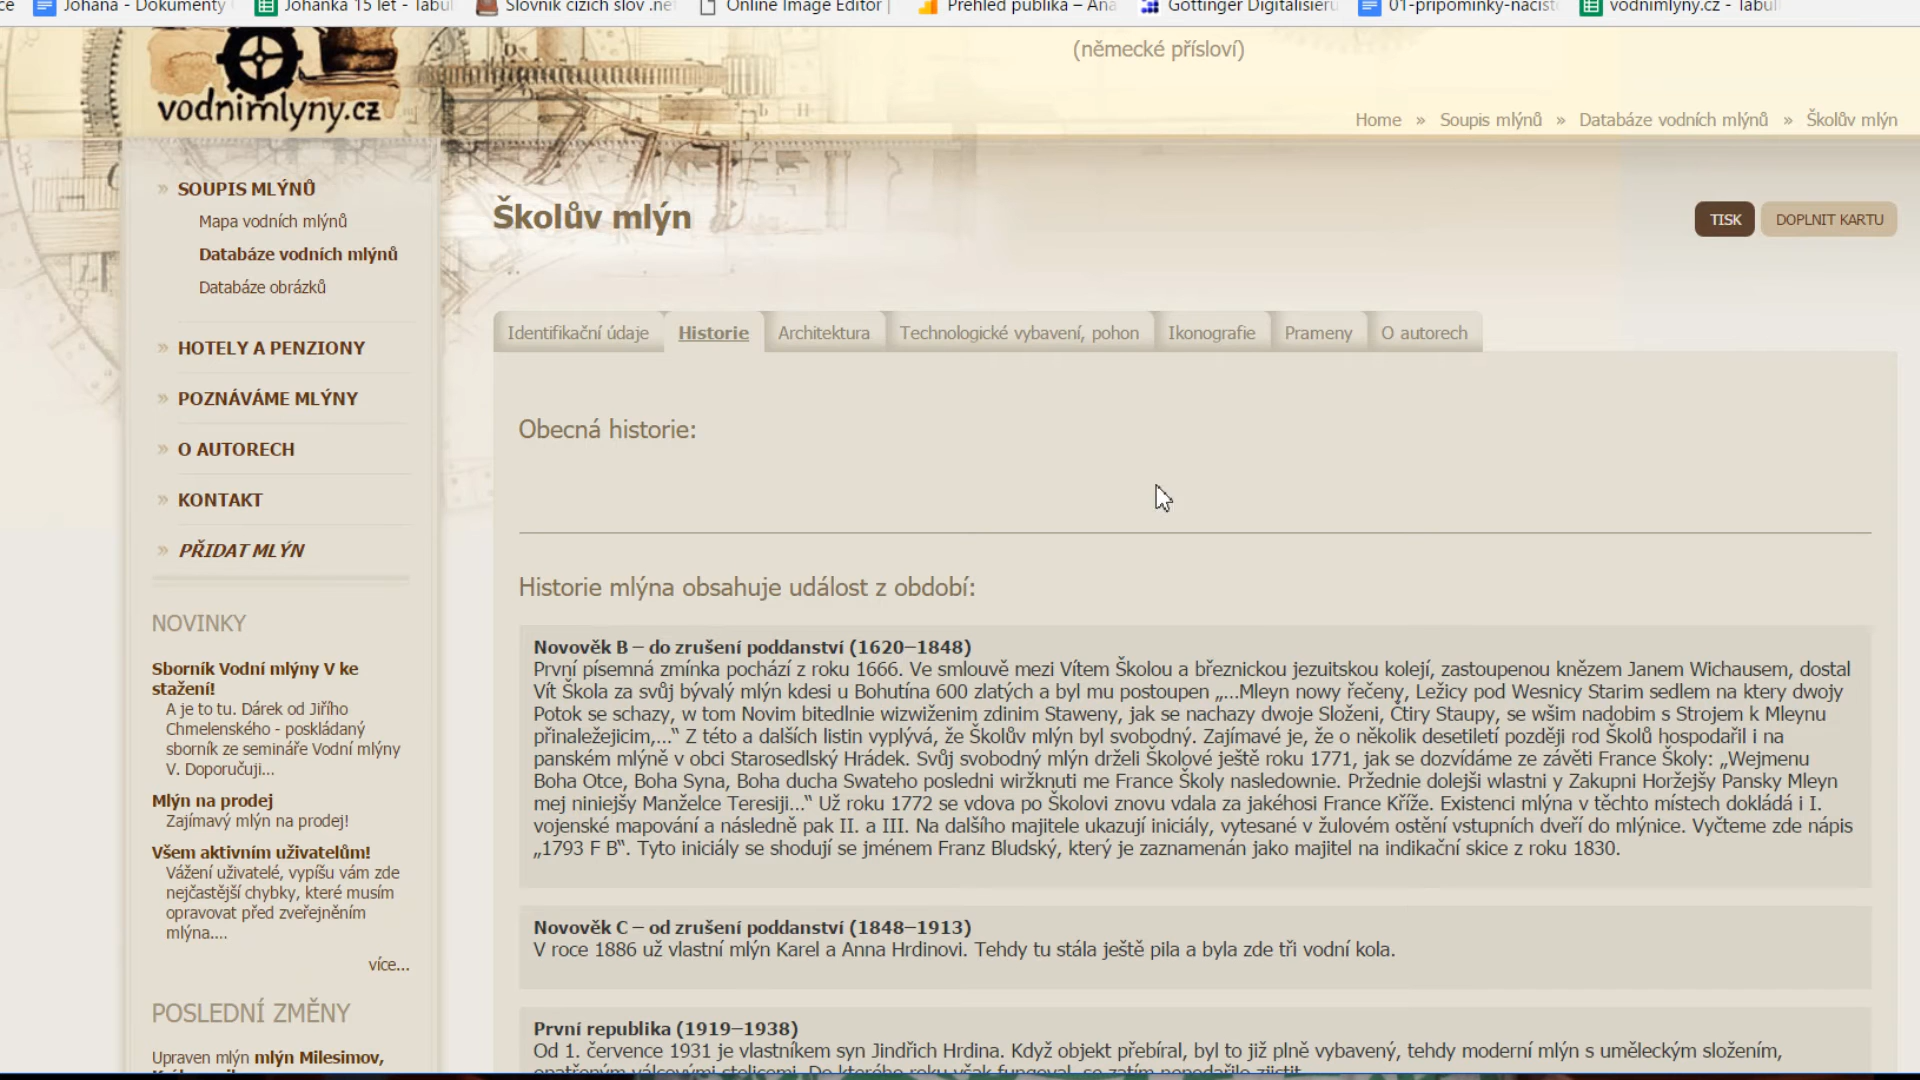 Johana - Dokumenty
Johanka 15 let - Tabul
Slovník cizích slov .net
Online Image Editor |
Přehled publika – Ana
Göttinger Digitalisieru
01-připomínky-načíst
vodnimlyny.cz - Tabul
(německé přísloví)
vodnimlyny.cz
Home » Soupis mlýnů » Databáze vodních mlýnů » Školův mlýn
» SOUPIS MLÝNŮ
Mapa vodních mlýnů
Databáze vodních mlýnů
Databáze obrázků
» HOTELY A PENZIONY
» POZNÁVÁME MLÝNY
» O AUTORECH
» KONTAKT
» PŘIDAT MLÝN
NOVINKY
Sborník Vodní mlýny V ke
stažení!
A je to tu. Dárek od Jiřího
Chmelenského - poskládaný
sborník ze semináře Vodní mlýny
V. Doporučuji...
Mlýn na prodej
Zajímavý mlýn na prodej!
Všem aktivním uživatelům!
Vážení uživatelé, vypíšu vám zde
nejčastější chybky, které musím
opravovat před zveřejněním
mlýna....
více...
POSLEDNÍ ZMĚNY
Upraven mlýn mlýn Milesimov,
Školův mlýn
TISK
DOPLNIT KARTU
Identifikační údaje
Historie
Architektura
Technologické vybavení, pohon
Ikonografie
Prameny
O autorech
Obecná historie:
Historie mlýna obsahuje událost z období:
Novověk B – do zrušení poddanství (1620–1848)
První písemná zmínka pochází z roku 1666. Ve smlouvě mezi Vítem Školou a březnickou jezuitskou kolejí, zastoupenou knězem Janem Wichausem, dostal
Vít Škola za svůj bývalý mlýn kdesi u Bohutína 600 zlatých a byl mu postoupen „...Mleyn nowy řečeny, Ležicy pod Wesnicy Starim sedlem na ktery dwojy
Potok se schazy, w tom Novim bitedlnie wizwiženim zdinim Staweny, jak se nachazy dwoje Složeni, Čtiry Staupy, se wšim nadobim s Strojem k Mleynu
přinaležejicim,...“ Z této a dalších listin vyplývá, že Školův mlýn byl svobodný. Zajímavé je, že o několik desetiletí později rod Školů hospodařil i na
panském mlýně v obci Starosedlský Hrádek. Svůj svobodný mlýn drželi Školové ještě roku 1771, jak se dozvídáme ze závěti France Školy: „Wejmenu
Boha Otce, Boha Syna, Boha ducha Swateho posledni wiržknuti me France Školy nasledownie. Pržednie dolejši wlastni y Zakupni Horžejšy Pansky Mleyn
mej niniejšy Manželce Teresiji...“ Už roku 1772 se vdova po Školovi znovu vdala za jakéhosi France Kříže. Existenci mlýna v těchto místech dokládá i I.
vojenské mapování a následně pak II. a III. Na dalšího majitele ukazují iniciály, vytesané v žulovém ostění vstupních dveří do mlýnice. Vyčteme zde nápis
„1793 F B“. Tyto iniciály se shodují se jménem Franz Bludský, který je zaznamenán jako majitel na indikační skice z roku 1830.
Novověk C – od zrušení poddanství (1848–1913)
V roce 1886 už vlastní mlýn Karel a Anna Hrdinovi. Tehdy tu stála ještě pila a byla zde tři vodní kola.
První republika (1919–1938)
Od 1. července 1931 je vlastníkem syn Jindřich Hrdina. Když objekt přebíral, byl to již plně vybavený, tehdy moderní mlýn s uměleckým složením,
opatřeným válcovými stolicemi. Do kterého roku však fungoval, se zatím nepodařilo zjistit.